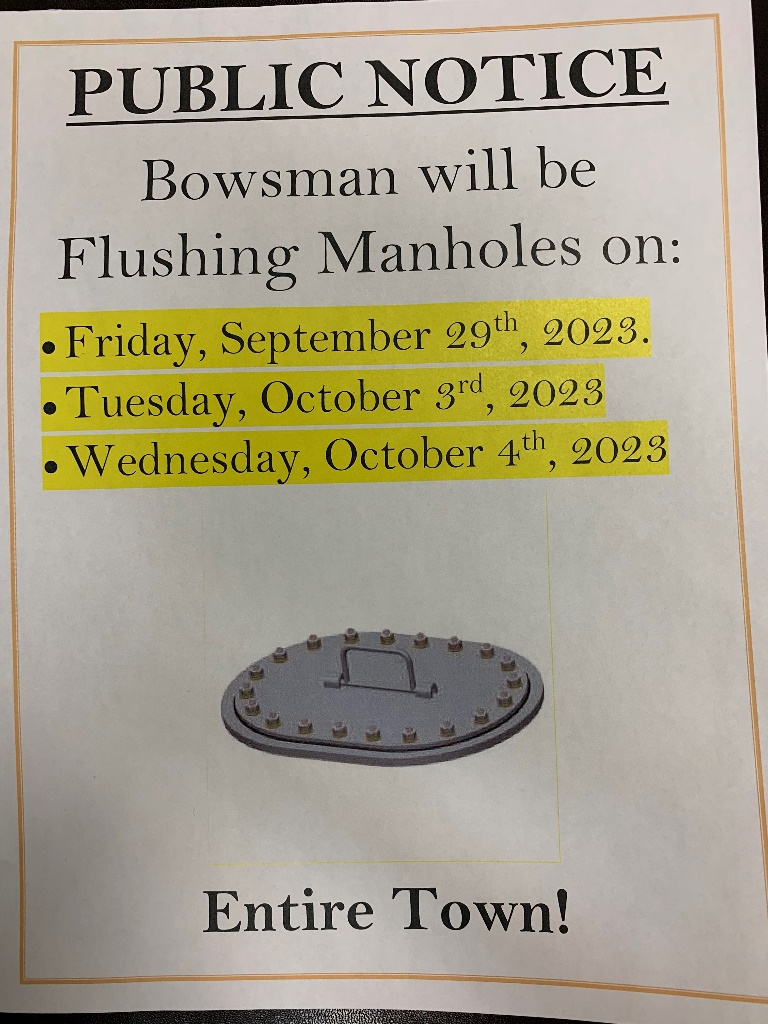 PUBLIC NOTICE
Bowsman will be
Flushing Manholes on:
• Friday, September 29th, 2023.
• Tuesday, October 3rd, 2023
• Wednesday, October 4th, 2023
Entire Town!